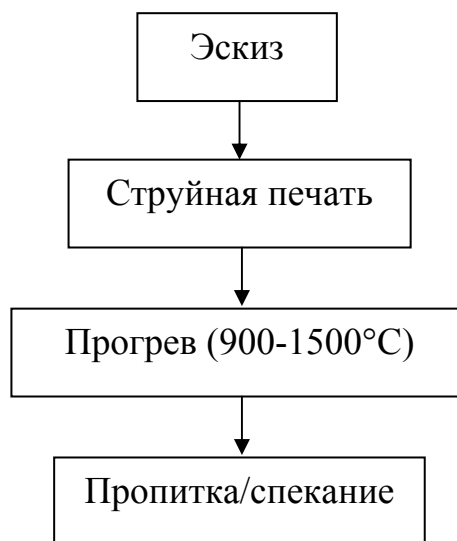 Эскиз
Струйная печать
Прогрев (900-1500°С)
Пропитка/спекание